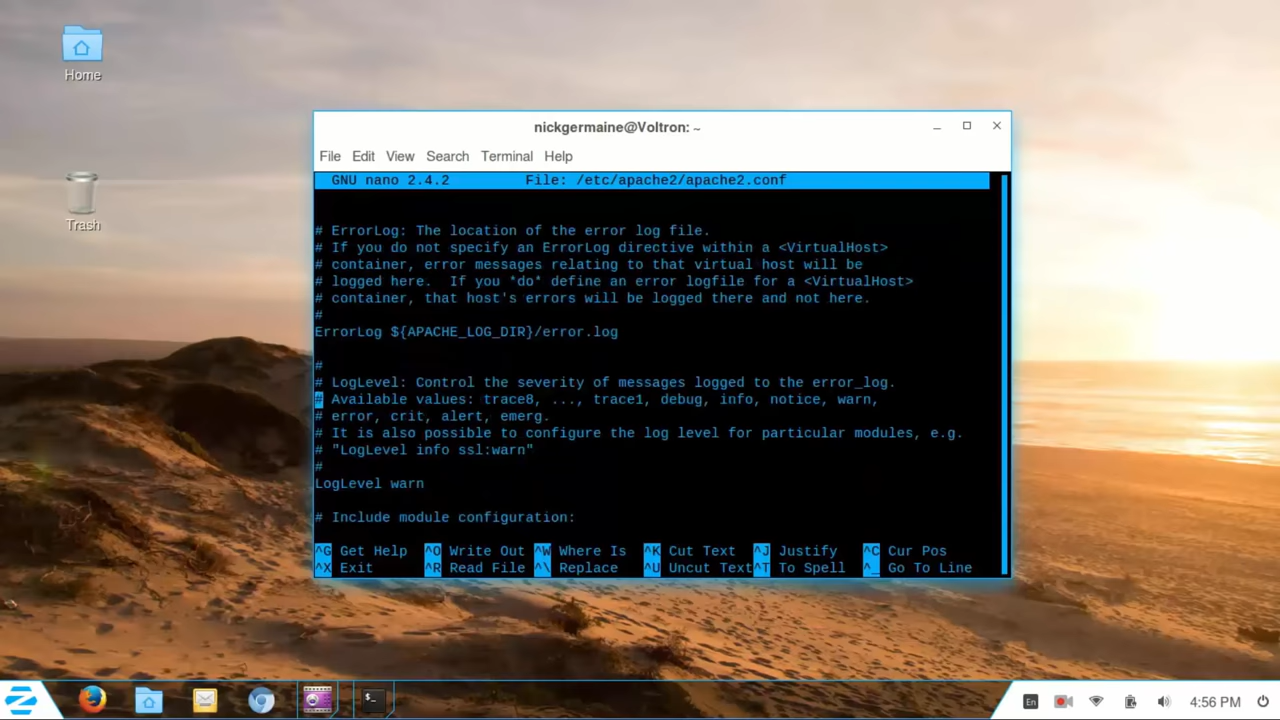 Home
Trash
nickgermaine@Voltron: ~
File Edit View Search Terminal Help
GNU nano 2.4.2 File: /etc/apache2/apache2.conf
# ErrorLog: The location of the error log file.
# If you do not specify an ErrorLog directive within a <VirtualHost>
# container, error messages relating to that virtual host will be
# logged here.  If you *do* define an error logfile for a <VirtualHost>
# container, that host's errors will be logged there and not here.
#
ErrorLog ${APACHE_LOG_DIR}/error.log
#
# LogLevel: Control the severity of messages logged to the error_log.
# Available values: trace8, ..., trace1, debug, info, notice, warn,
# error, crit, alert, emerg.
# It is also possible to configure the log level for particular modules, e.g.
# "LogLevel info ssl:warn"
#
LogLevel warn
# Include module configuration:
^G Get Help ^O Write Out ^W Where Is ^K Cut Text ^J Justify ^C Cur Pos
^X Exit ^R Read File ^\ Replace ^U Uncut Text ^T To Spell ^_ Go To Line
En 4:56 PM